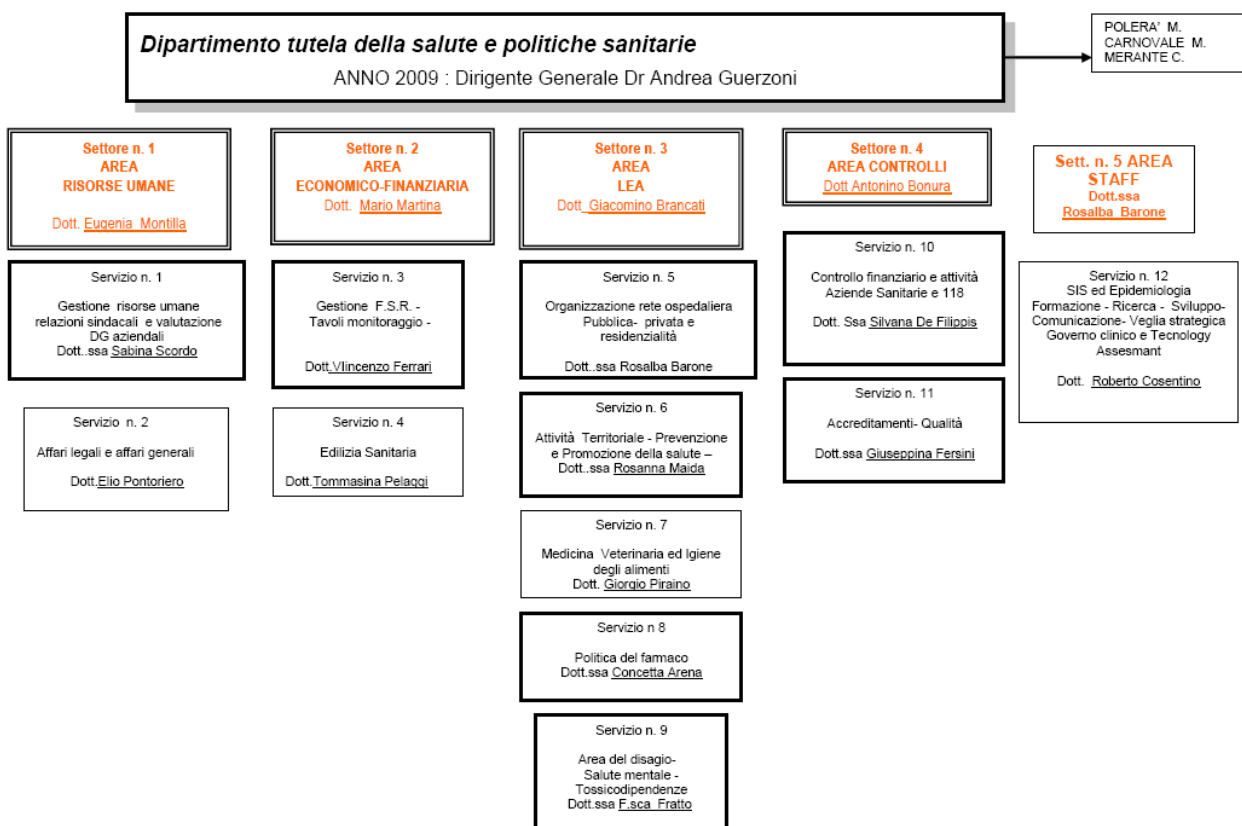 Dipartimento tutela della salute e politiche sanitarie
ANNO 2009 : Dirigente Generale Dr Andrea Guerzoni
POLERA' M.
CARNOVALE M.
MERANTE C.
Settore n. 1
AREA
RISORSE UMANE
Dott. Eugenia Montilla
Settore n. 2
AREA
ECONOMICO-FINANZIARIA
Dott. Mario Martina
Settore n. 3
AREA
LEA
Dott Giacomino Brancati
Settore n. 4
AREA CONTROLLI
Dott Antonino Bonura
Sett. n. 5 AREA
STAFF
Dott.ssa
Rosalba Barone
Servizio n. 1
Gestione risorse umane
relazioni sindacali e valutazione
DG aziendali
Dott..ssa Sabina Scordo
Servizio n. 2
Affari legali e affari generali
Dott.Elio Pontoriero
Servizio n. 3
Gestione F.S.R. -
Tavoli monitoraggio -
Dott.VIincenzo Ferrari
Servizio n. 4
Edilizia Sanitaria
Dott.Tommasina Pelaggi
Servizio n. 5
Organizzazione rete ospedaliera
Pubblica- privata e
residenzialità
Dott..ssa Rosalba Barone
Servizio n. 6
Attività Territoriale - Prevenzione
e Promozione della salute –
Dott..ssa Rosanna Maida
Servizio n. 7
Medicina Veterinaria ed Igiene
degli alimenti
Dott. Giorgio Piraino
Servizio n 8
Politica del farmaco
Dott.ssa Concetta Arena
Servizio n. 9
Area del disagio-
Salute mentale -
Tossicodipendenze
Dott.ssa F.sca Fratto
Servizio n. 10
Controllo finanziario e attività
Aziende Sanitarie e 118
Dott. Ssa Silvana De Filippis
Servizio n. 11
Accreditamenti- Qualità
Dott.ssa Giuseppina Fersini
Servizio n. 12
SIS ed Epidemiologia
Formazione - Ricerca - Sviluppo-
Comunicazione- Veglia strategica
Governo clinico e Tecnology
Assesmant
Dott. Roberto Cosentino